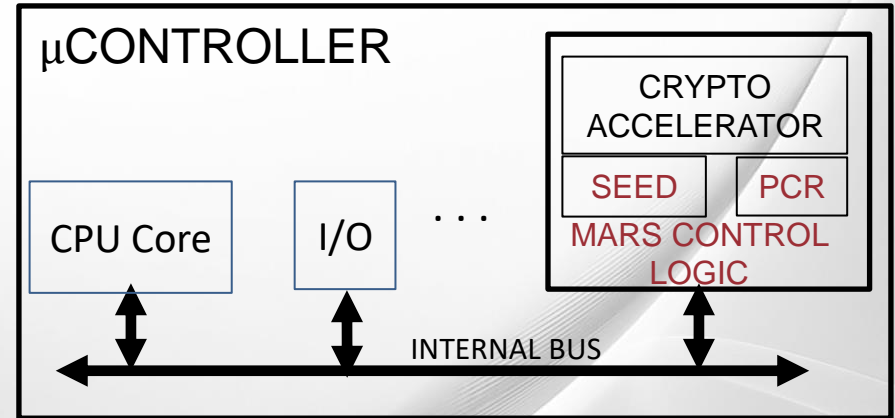 μCONTROLLER
CPU Core
I/O
. . .
CRYPTO
ACCELERATOR
SEED
PCR
MARS CONTROL
LOGIC
INTERNAL BUS